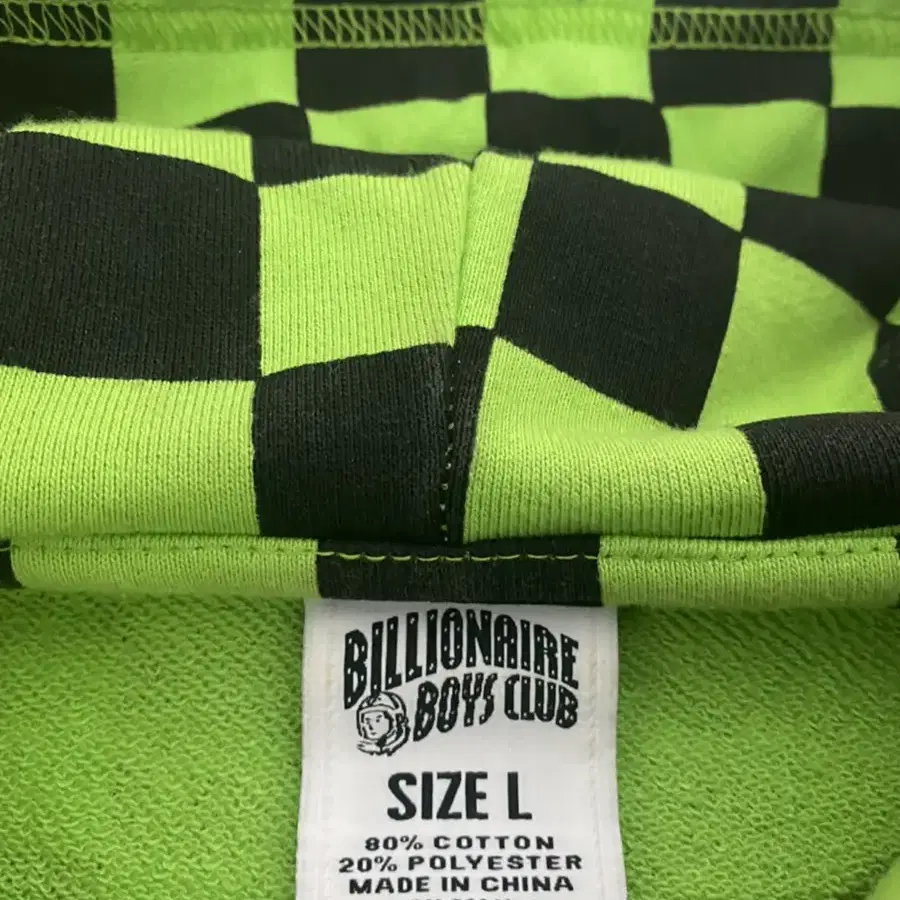 BILLIONAIRE
BOYS CLUB
SIZE L
80% COTTON
20% POLYESTER
MADE IN CHINA